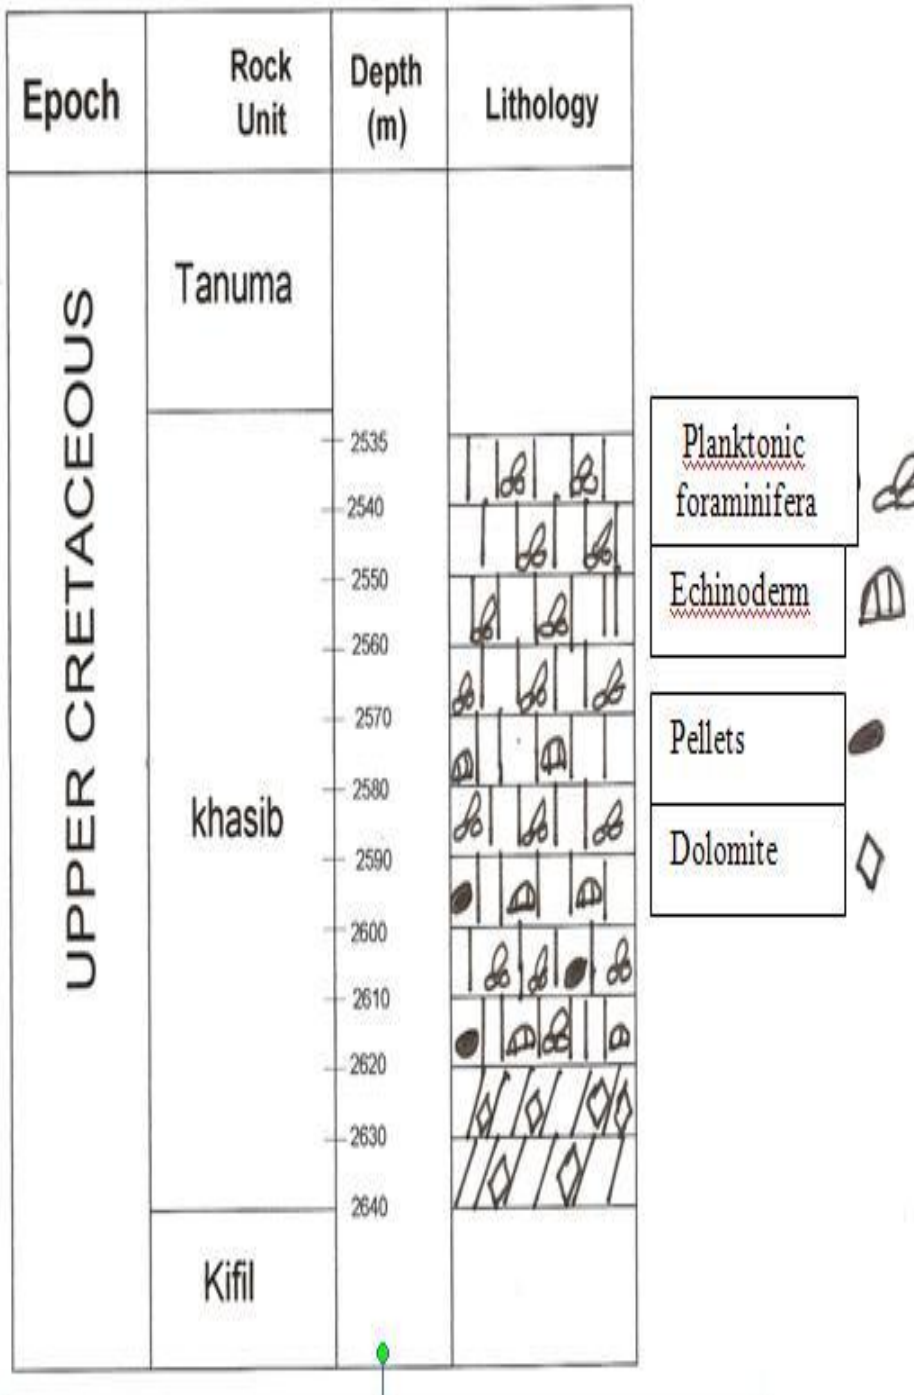 Epoch
Rock
Unit
Depth
(m)
Lithology
UPPER CRETACEOUS
Tanuma
khasib
Kifil
2535
2540
2550
2560
2570
2580
2590
2600
2610
2620
2630
2640
Planktonic
foraminifera
Echinoderm
Pellets
Dolomite